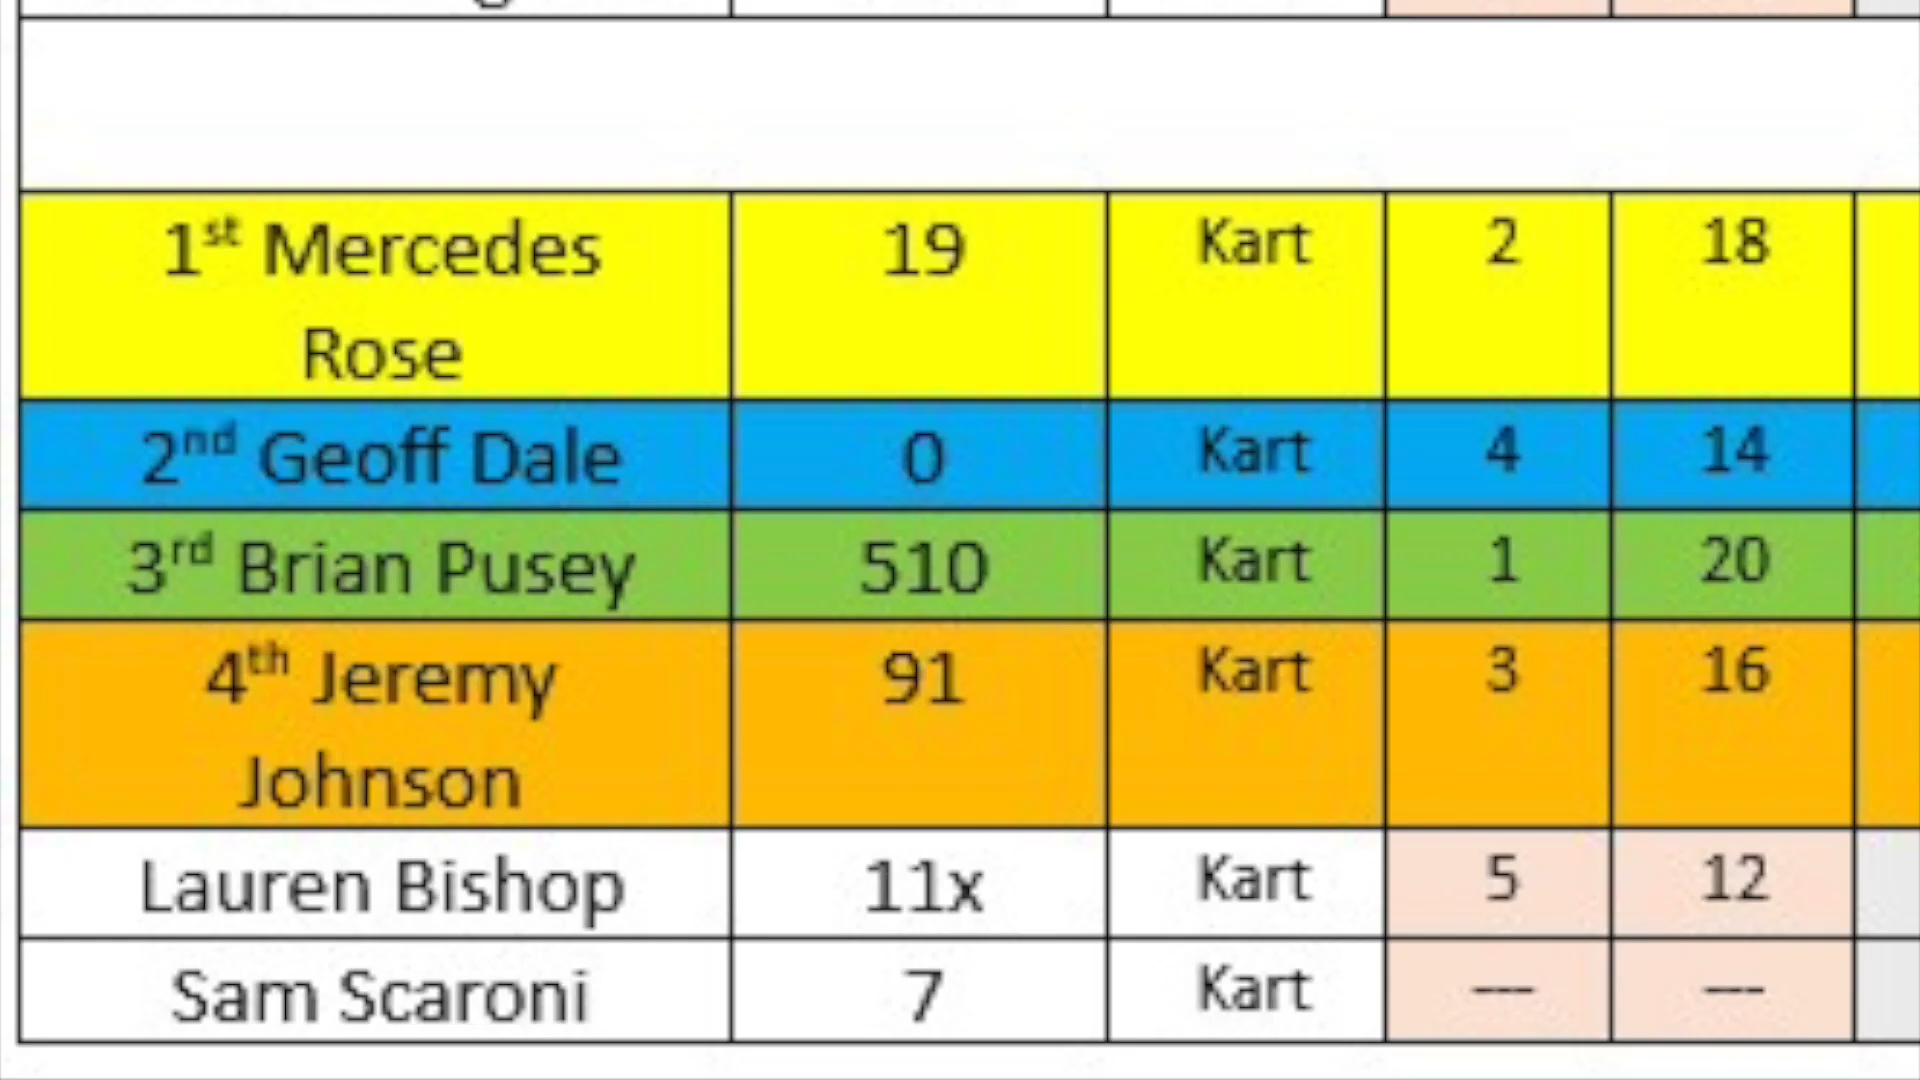 1st Mercedes Rose 19 Kart 2 18
2nd Geoff Dale 0 Kart 4 14
3rd Brian Pusey 510 Kart 1 20
4th Jeremy Johnson 91 Kart 3 16
Lauren Bishop 11x Kart 5 12
Sam Scaroni 7 Kart --- ---